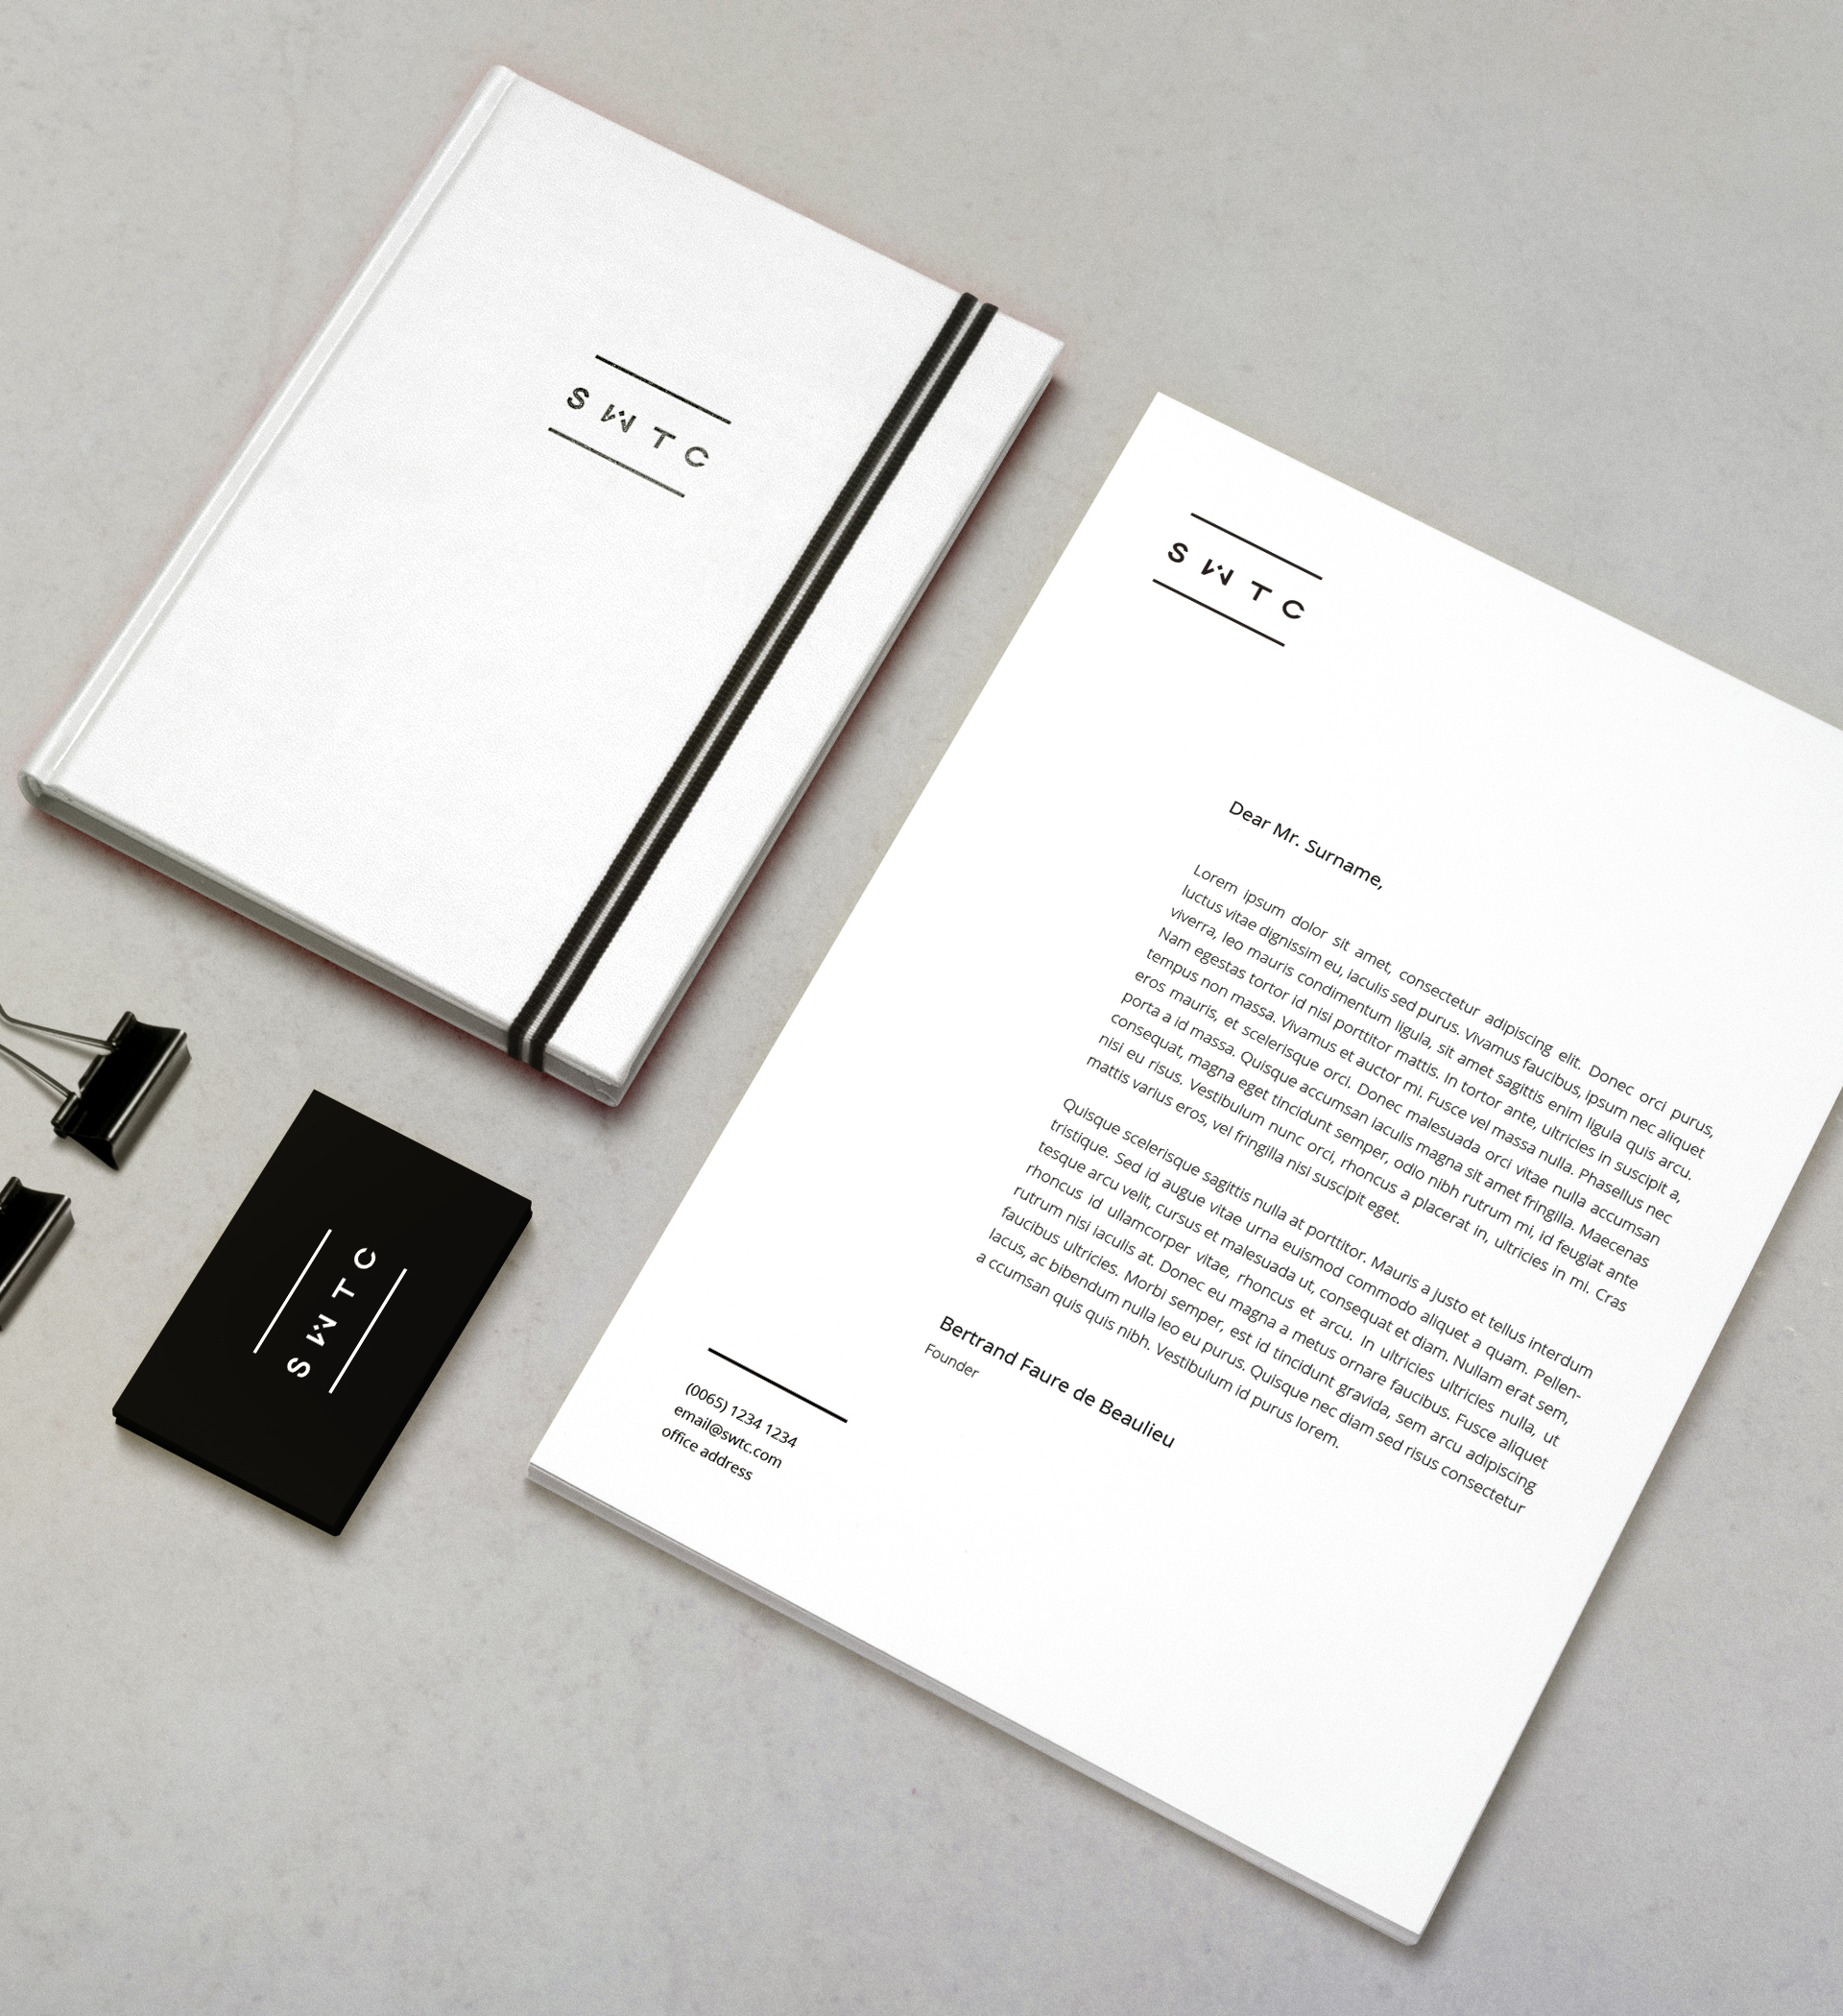 SWTC
SWTC
SWTC
Dear Mr. Surname,
Lorem ipsum dolor sit amet, consectetur adipiscing elit. Donec orci purus,
luctus vitae dignissim eu, iaculis sed purus. Vivamus faucibus, ipsum nec aliquet
viverra, leo mauris condimentum ligula, sit amet sagittis enim ligula quis arcu.
Nam egestas tortor id nisi porttitor mattis. In tortor ante, ultricies in suscipit a,
tempus non massa. Vivamus et auctor mi. Fusce vel massa nulla. Phasellus nec
eros mauris, et scelerisque orci. Donec malesuada orci vitae nulla accumsan
porta a id massa. Quisque accumsan iaculis magna sit amet fringilla. Maecenas
consequat, magna eget tincidunt semper, odio nibh rutrum mi, id feugiat ante
nisi eu risus. Vestibulum nunc orci, rhoncus a placerat in, ultricies in mi. Cras
mattis varius eros, vel fringilla nisi suscipit eget.
Quisque scelerisque sagittis nulla at porttitor. Mauris a justo et tellus interdum
tristique. Sed id augue vitae urna euismod commodo aliquet a quam. Pellen-
tesque arcu velit, cursus et malesuada ut, consequat et diam. Nullam erat sem,
rhoncus id ullamcorper vitae, rhoncus et arcu. In ultricies ultricies nulla, ut
rutrum nisi iaculis at. Donec eu magna a metus ornare faucibus. Fusce aliquet
faucibus ultricies. Morbi semper, est id tincidunt gravida, sem arcu adipiscing
lacus, ac bibendum nulla leo eu purus. Quisque nec diam sed risus consectetur
a ccumsan quis quis nibh. Vestibulum id purus lorem.
Bertrand Faure de Beaulieu
Founder
(0065) 1234 1234
email@swtc.com
office address